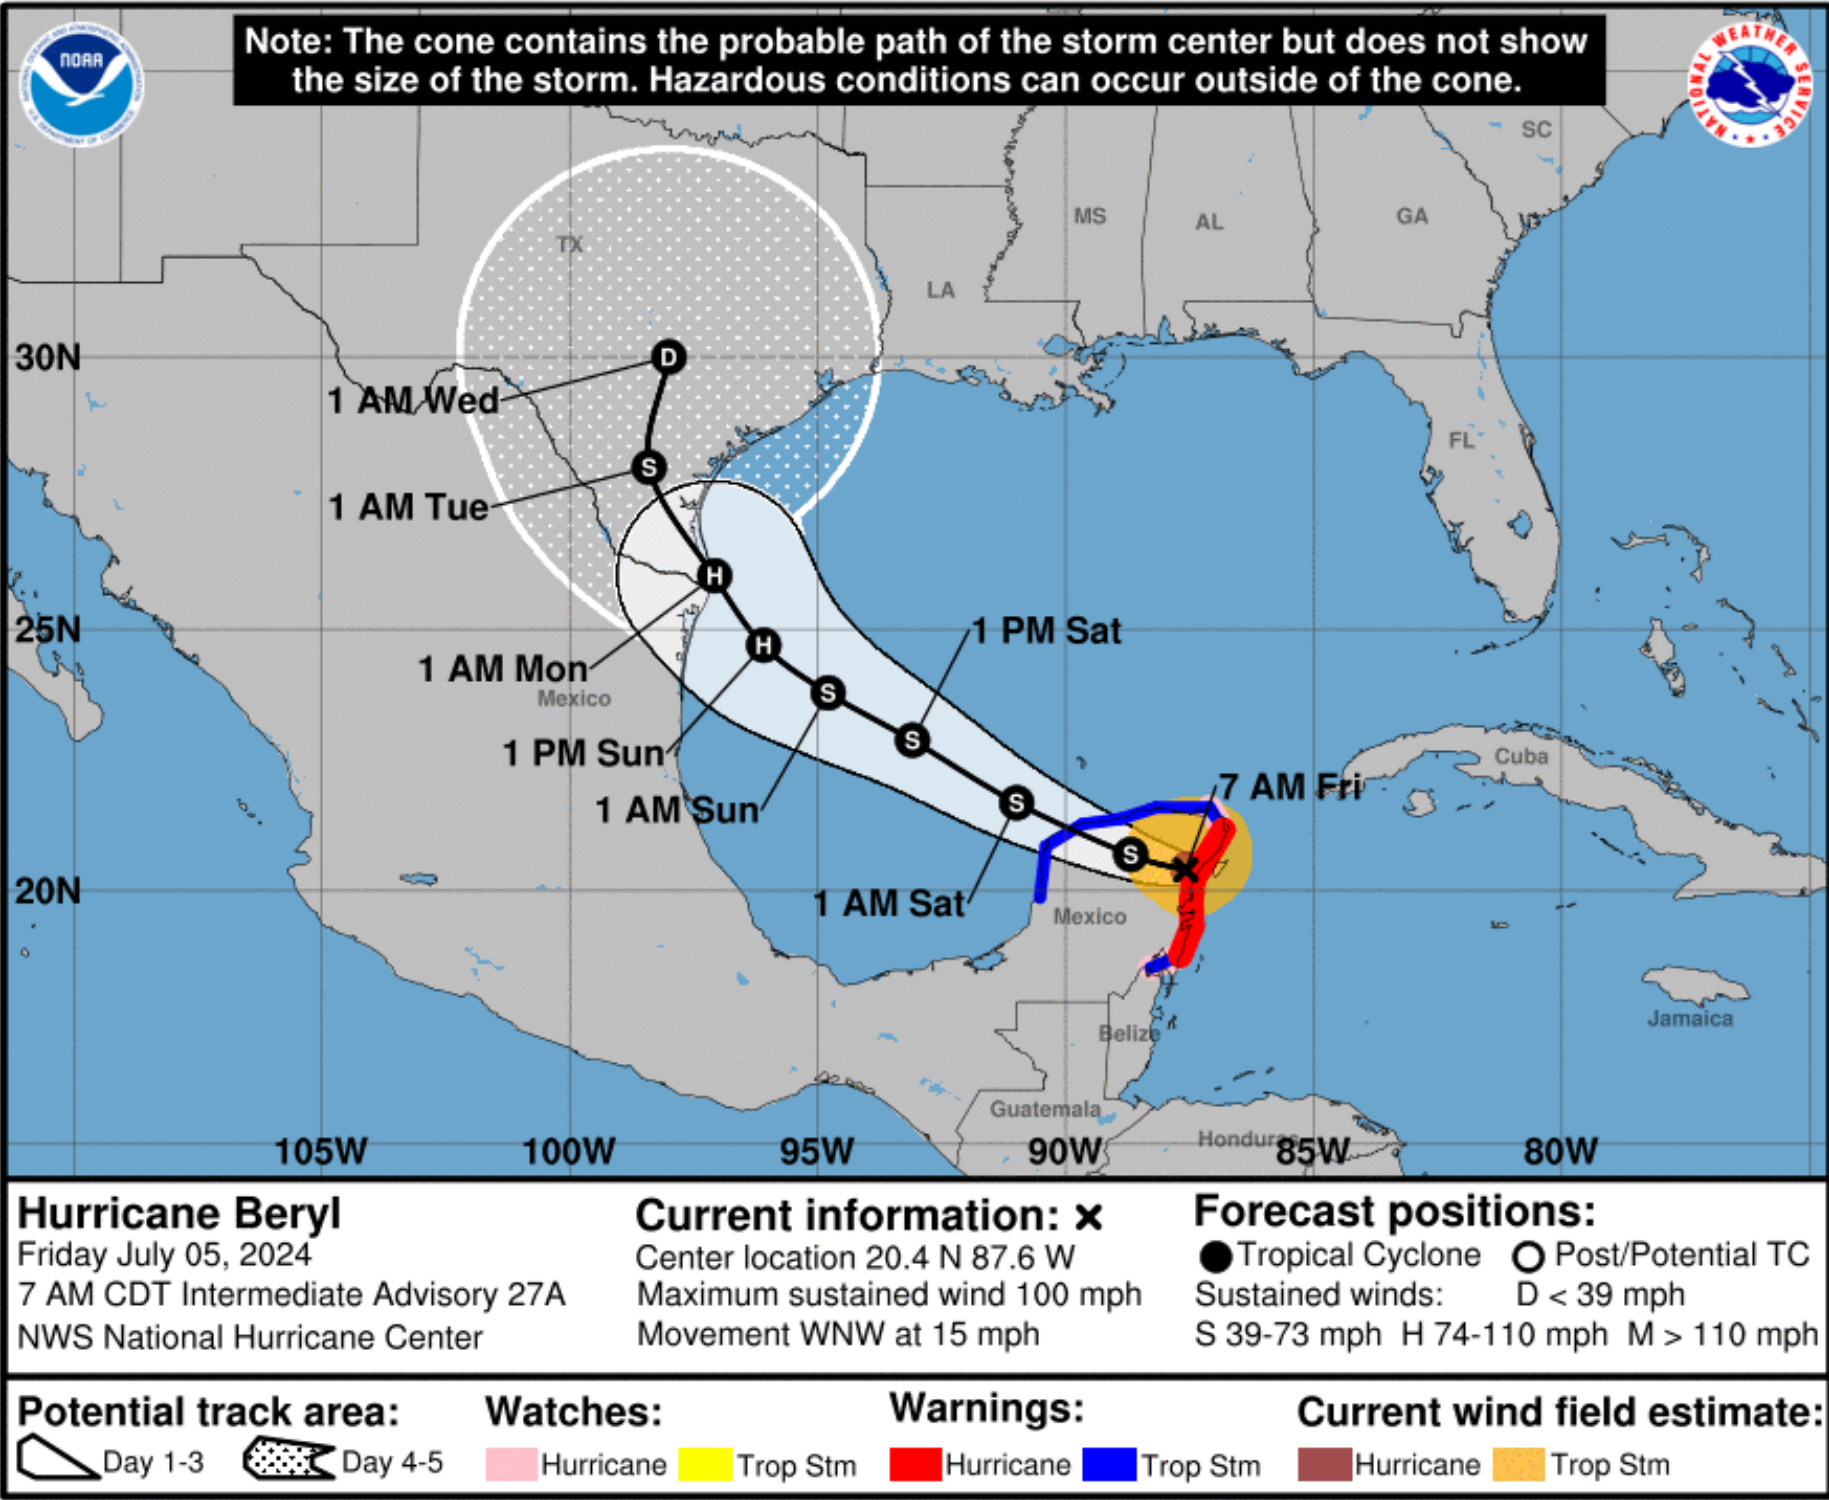 Note: The cone contains the probable path of the storm center but does not show
the size of the storm. Hazardous conditions can occur outside of the cone.
NOAA
NATIONAL WEATHER SERVICE
SC
TX
MS
AL
GA
LA
D
30N
1 AM Wed
FL
S
1 AM Tue
H
25N
1 PM Sat
H
1 AM Mon
Mexico
S
S
1 PM Sun
Cuba
7 AM Fri
S
1 AM Sun
S
20N
1 AM Sat
Mexico
Jamaica
Belize
Guatemala
Honduras
105W 100W 95W 90W 85W 80W
Hurricane Beryl
Friday July 05, 2024
7 AM CDT Intermediate Advisory 27A
NWS National Hurricane Center
Current information: x
Center location 20.4 N 87.6 W
Maximum sustained wind 100 mph
Movement WNW at 15 mph
Forecast positions:
Tropical Cyclone Post/Potential TC
Sustained winds: D < 39 mph
S 39-73 mph H 74-110 mph M > 110 mph
Potential track area:
Day 1-3 Day 4-5
Watches:
Hurricane Trop Stm
Warnings:
Hurricane Trop Stm
Current wind field estimate:
Hurricane Trop Stm